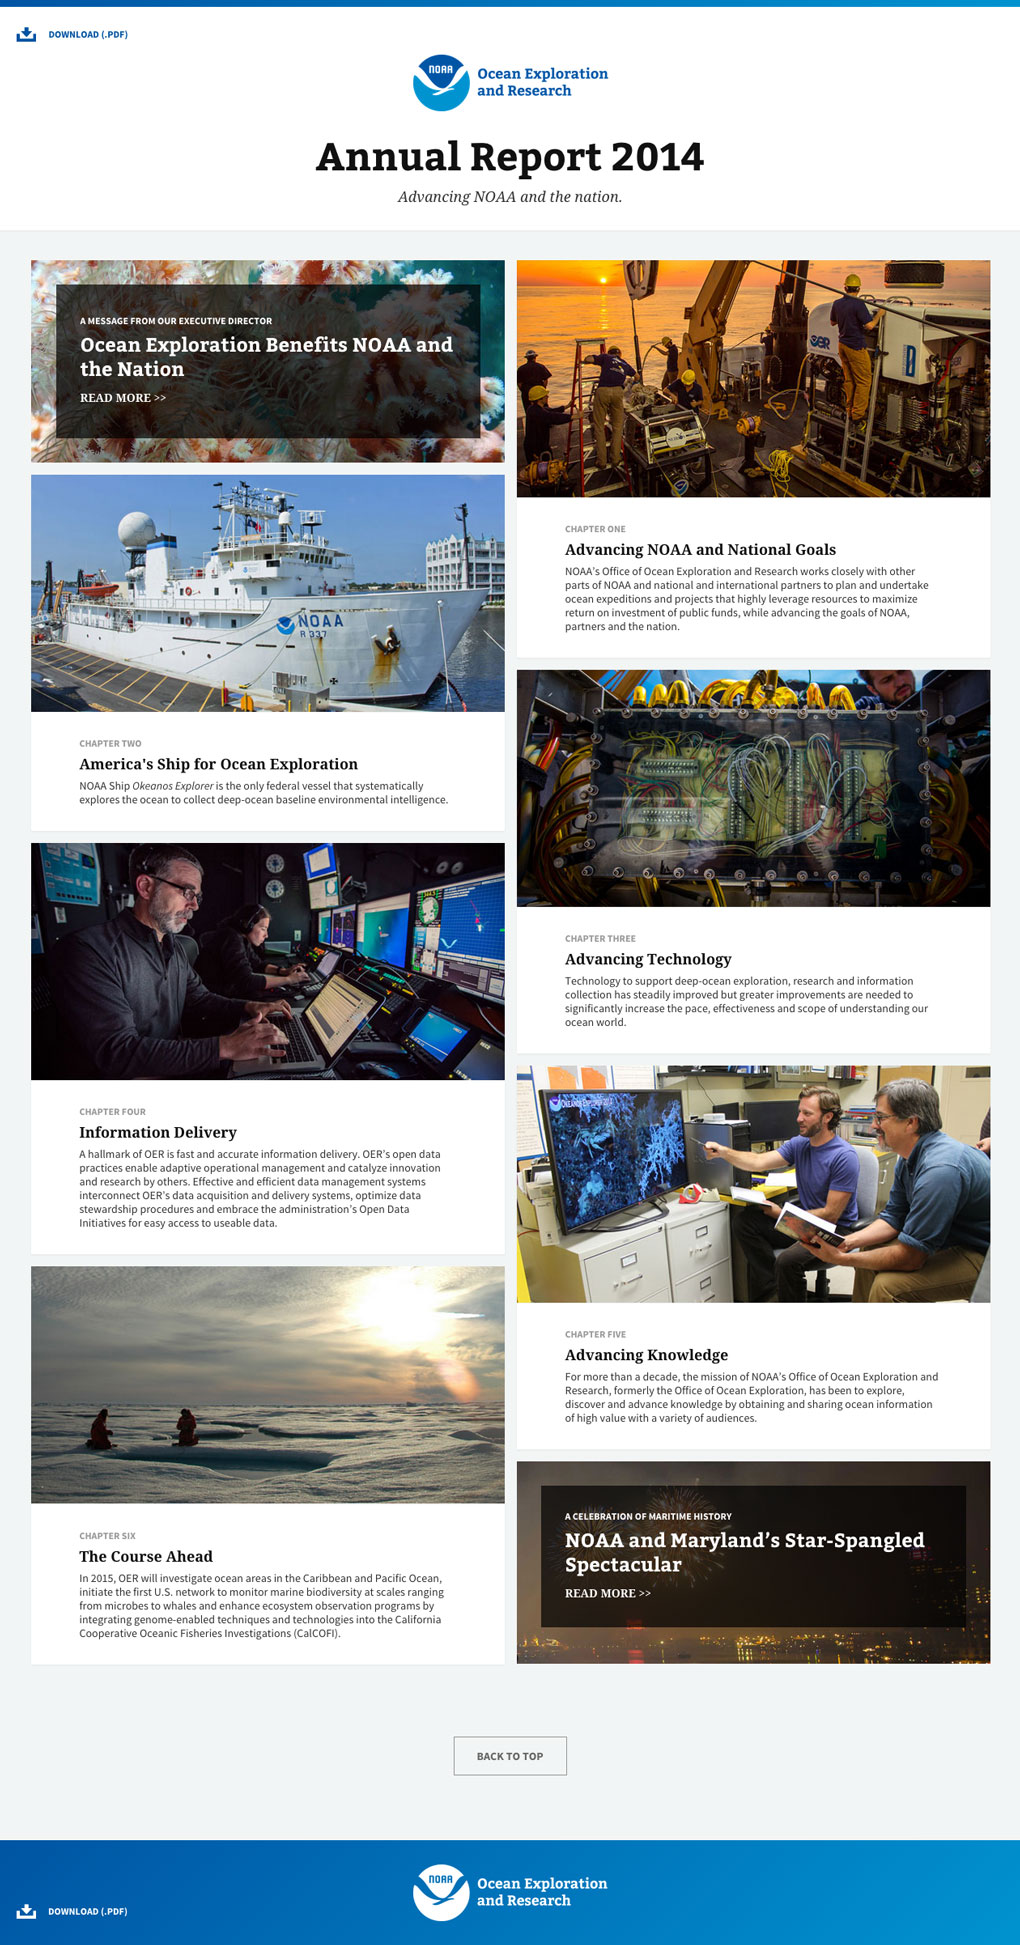 DOWNLOAD (.PDF)
NOAA
Ocean Exploration
and Research
Annual Report 2014
Advancing NOAA and the nation.
A MESSAGE FROM OUR EXECUTIVE DIRECTOR
Ocean Exploration Benefits NOAA and
the Nation
READ MORE >>
OER
D
CHAPTER ONE
Advancing NOAA and National Goals
NOAA's Office of Ocean Exploration and Research works closely with other
parts of NOAA and national and international partners to plan and undertake
ocean expeditions and projects that highly leverage resources to maximize
return on investment of public funds, while advancing the goals of NOAA,
partners and the nation.
NOAA
R 337
CHAPTER TWO
America's Ship for Ocean Exploration
NOAA Ship Okeanos Explorer is the only federal vessel that systematically
explores the ocean to collect deep-ocean baseline environmental intelligence.
CHAPTER THREE
Advancing Technology
Technology to support deep-ocean exploration, research and information
collection has steadily improved but greater improvements are needed to
significantly increase the pace, effectiveness and scope of understanding our
ocean world.
CHAPTER FOUR
Information Delivery
A hallmark of OER is fast and accurate information delivery. OER's open data
practices enable adaptive operational management and catalyze innovation
and research by others. Effective and efficient data management systems
interconnect OER's data acquisition and delivery systems, optimize data
stewardship procedures and embrace the administration's Open Data
Initiatives for easy access to useable data.
CHAPTER FIVE
Advancing Knowledge
For more than a decade, the mission of NOAA's Office of Ocean Exploration and
Research, formerly the Office of Ocean Exploration, has been to explore,
discover and advance knowledge by obtaining and sharing ocean information
of high value with a variety of audiences.
CHAPTER SIX
The Course Ahead
In 2015, OER will investigate ocean areas in the Caribbean and Pacific Ocean,
initiate the first U.S. network to monitor marine biodiversity at scales ranging
from microbes to whales and enhance ecosystem observation programs by
integrating genome-enabled techniques and technologies into the California
Cooperative Oceanic Fisheries Investigations (CalCOFI).
A CELEBRATION OF MARITIME HISTORY
NOAA and Maryland's Star-Spangled
Spectacular
READ MORE >>
BACK TO TOP
NOAA
Ocean Exploration
and Research
DOWNLOAD (.PDF)